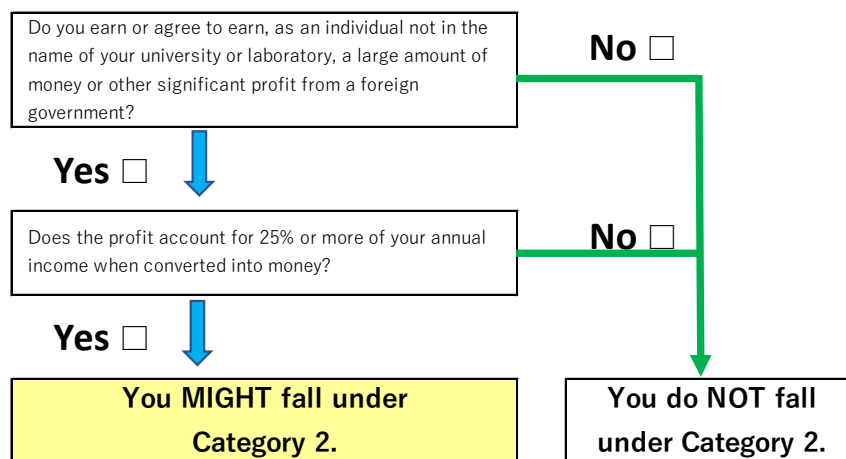 Do you earn or agree to earn, as an individual not in the
name of your university or laboratory, a large amount of
money or other significant profit from a foreign
government?
No □
Yes □
Does the profit account for 25% or more of your annual
income when converted into money?
No □
Yes □
You MIGHT fall under
Category 2.
You do NOT fall
under Category 2.